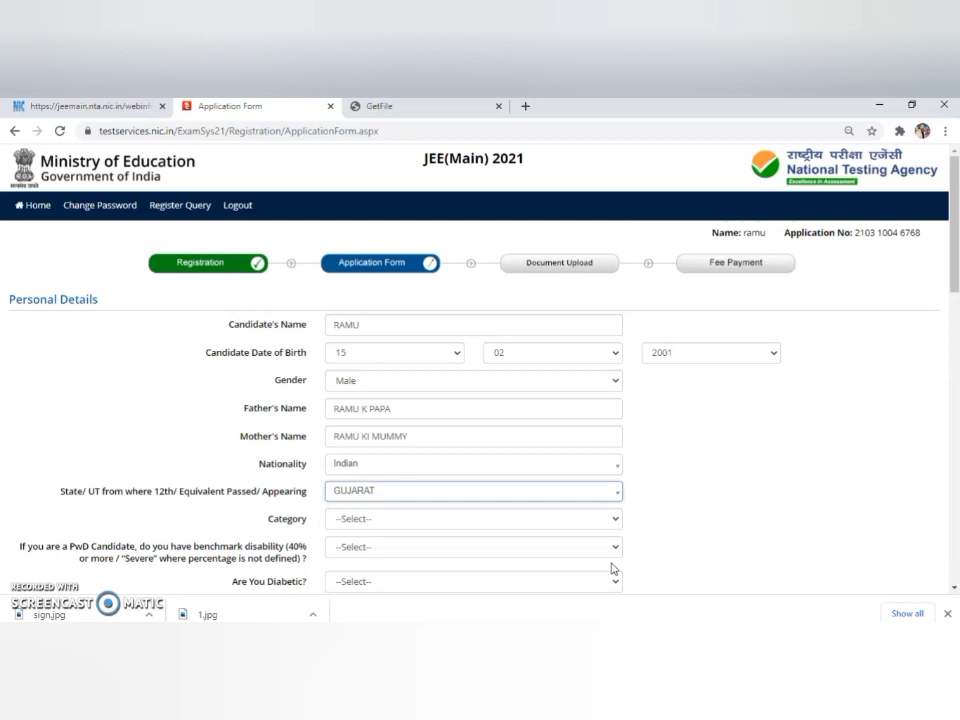 https://jeemain.nta.nic.in/webinf
Application Form
GetFile
testservices.nic.in/ExamSys21/Registration/ApplicationForm.aspx
Ministry of Education
Government of India
JEE(Main) 2021
राष्ट्रीय परीक्षा एजेंसी
National Testing Agency
Excellence in Assessment
सत्यमेव जयते
Home Change Password Register Query Logout
Name: ramu Application No: 2103 1004 6768
Registration Application Form Document Upload Fee Payment
Personal Details
Candidate's Name RAMU
Candidate Date of Birth 15 02 2001
Gender Male
Father's Name RAMU K PAPA
Mother's Name RAMU KI MUMMY
Nationality Indian
State/ UT from where 12th/ Equivalent Passed/ Appearing GUJARAT
Category --Select--
If you are a PwD Candidate, do you have benchmark disability (40% --Select--
or more / "Severe" where percentage is not defined) ?
Are You Diabetic? --Select--
RECORDED WITH
SCREENCAST MATIC
sign.jpg 1.jpg Show all